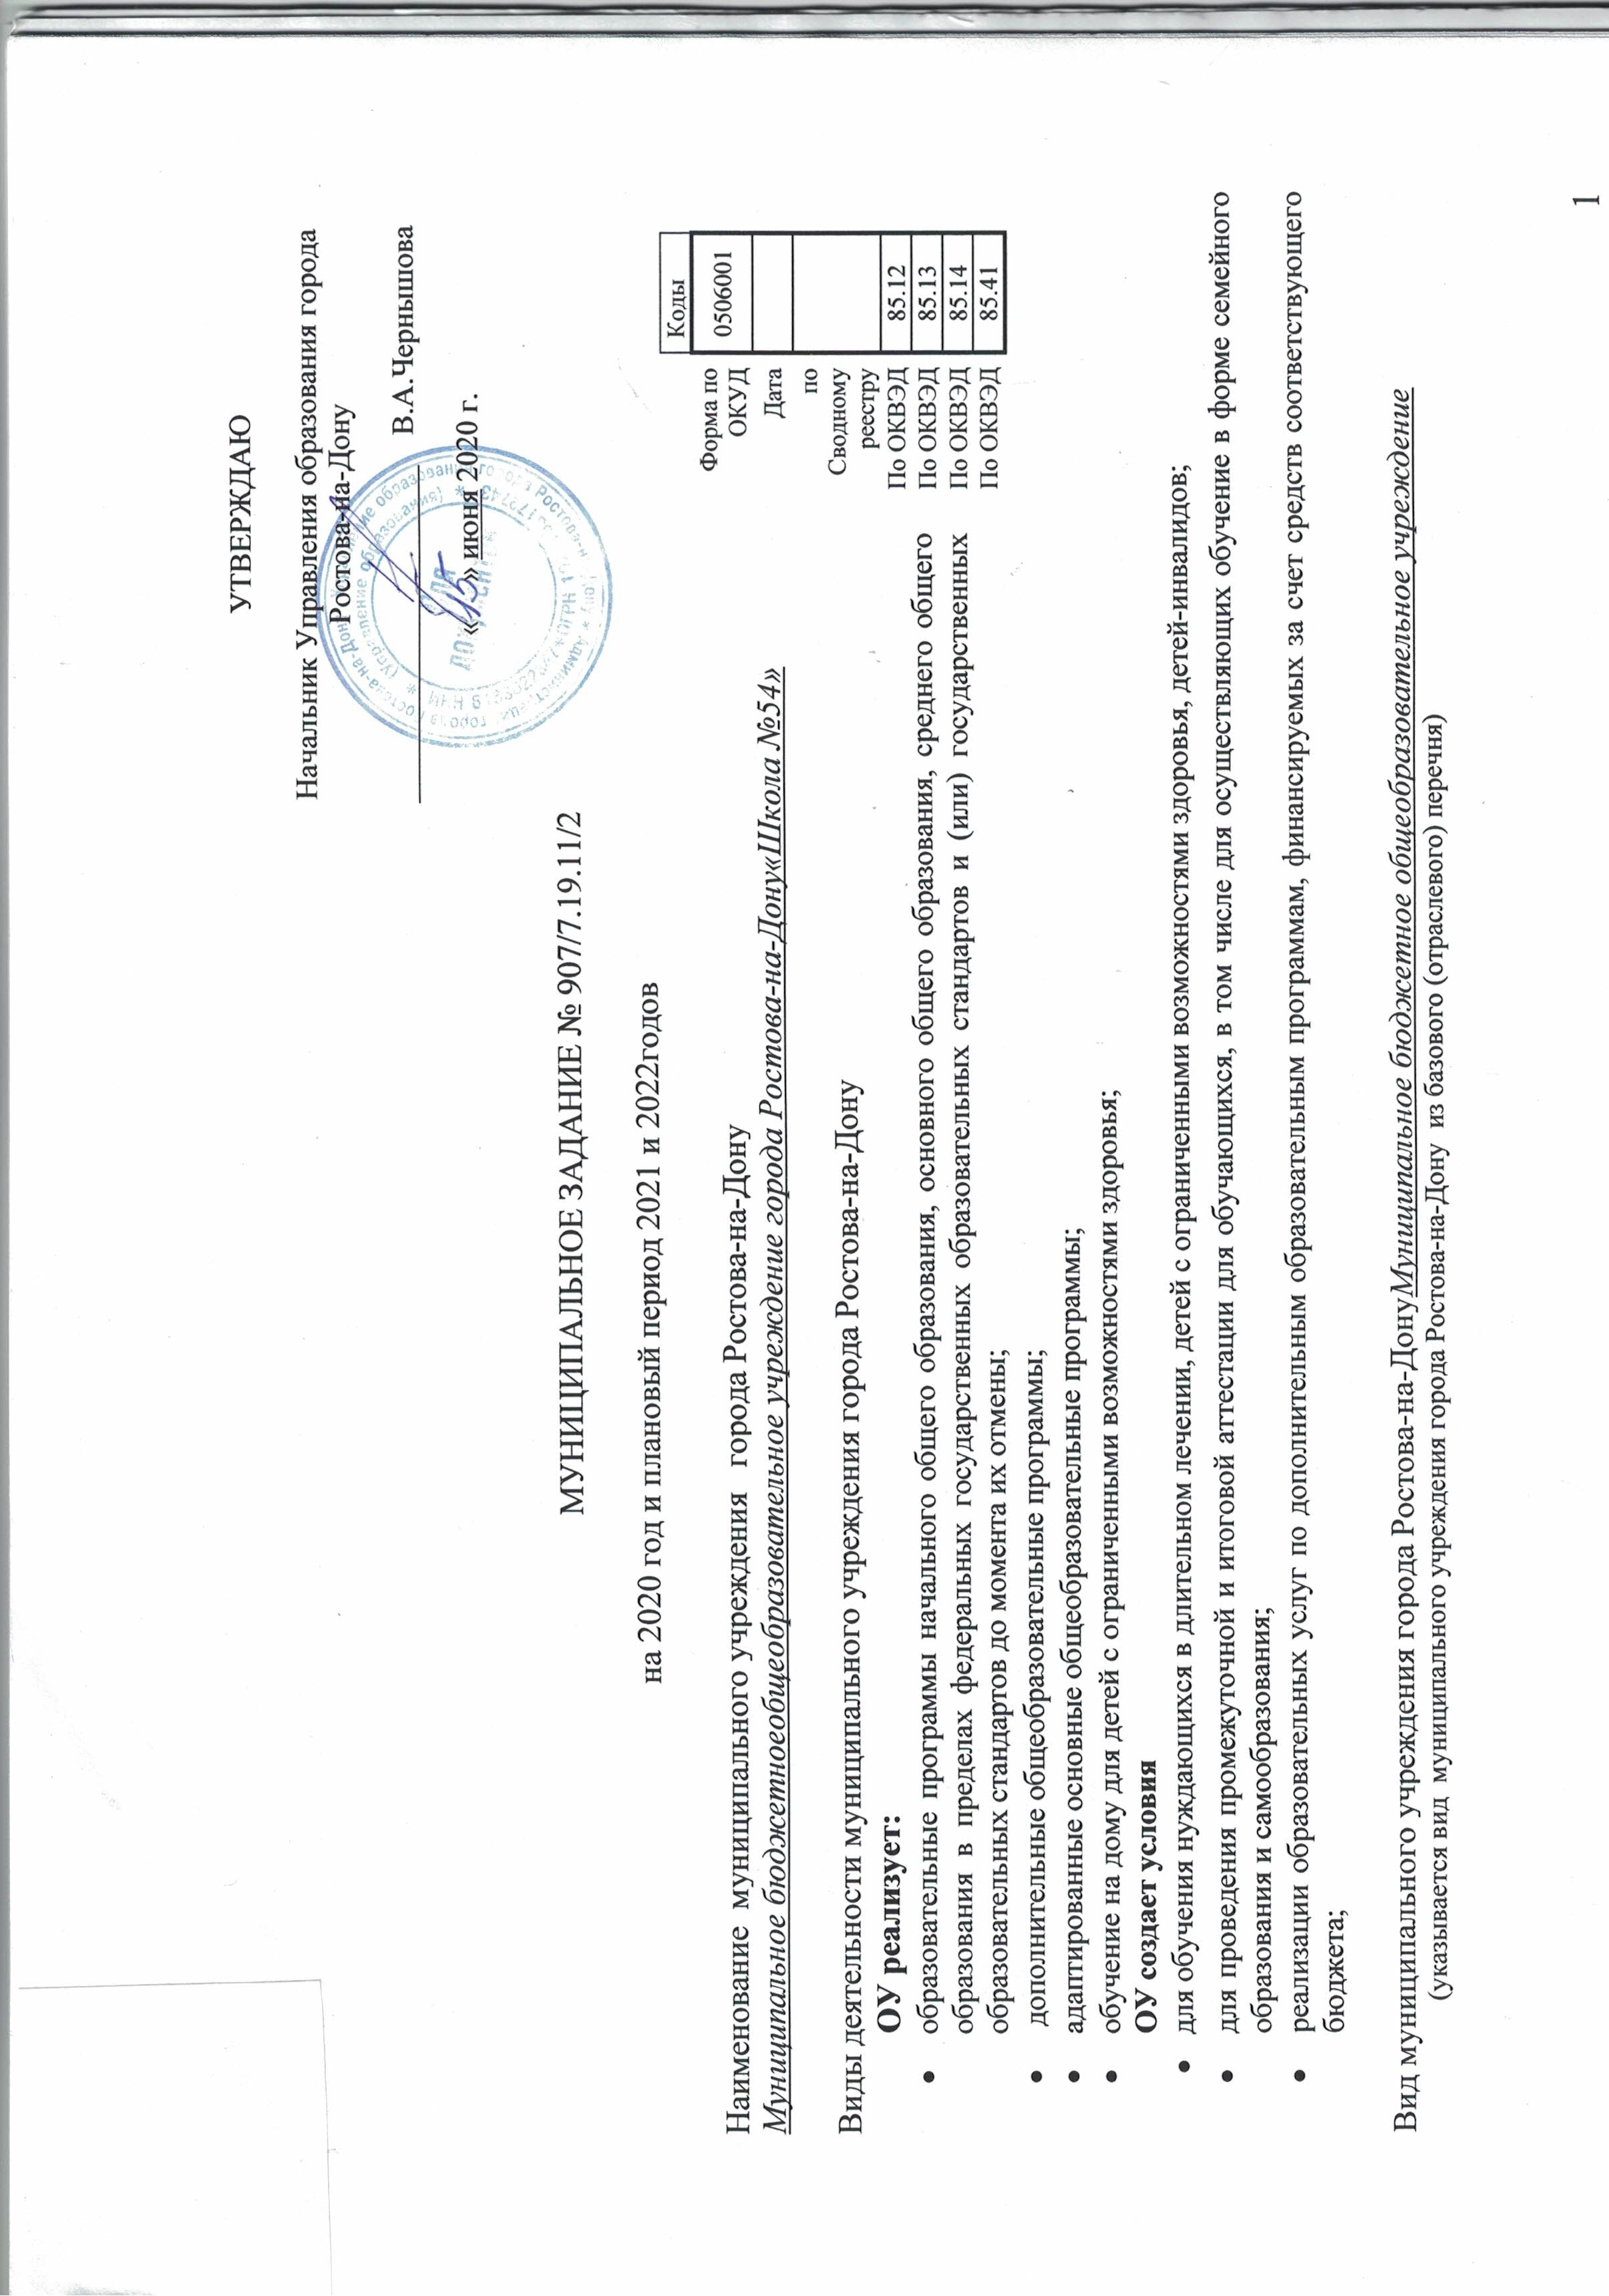 УТВЕРЖДАЮ
Начальник Управления образования города
Ростова-на-Дону
В.А.Чернышова
«15» июня 2020 г.
МУНИЦИПАЛЬНОЕ ЗАДАНИЕ № 907/7.19.11/2
на 2020 год и плановый период 2021 и 2022годов
Коды
Форма по ОКУД 0506001
Дата
по Сводному реестру
По ОКВЭД 85.12
По ОКВЭД 85.13
По ОКВЭД 85.14
По ОКВЭД 85.41
Наименование муниципального учреждения города Ростова-на-Дону
Муниципальное бюджетноеобщеобразовательное учреждение города Ростова-на-Дону«Школа №54»
Виды деятельности муниципального учреждения города Ростова-на-Дону
ОУ реализует:
• образовательные программы начального общего образования, основного общего образования, среднего общего
образования в пределах федеральных государственных образовательных стандартов и (или) государственных
образовательных стандартов до момента их отмены;
• дополнительные общеобразовательные программы;
• адаптированные основные общеобразовательные программы;
• обучение на дому для детей с ограниченными возможностями здоровья;
ОУ создает условия
• для обучения нуждающихся в длительном лечении, детей с ограниченными возможностями здоровья, детей-инвалидов;
• для проведения промежуточной и итоговой аттестации для обучающихся, в том числе для осуществляющих обучение в форме семейного
образования и самообразования;
• реализации образовательных услуг по дополнительным образовательным программам, финансируемых за счет средств соответствующего
бюджета;
Вид муниципального учреждения города Ростова-на-ДонуМуниципальное бюджетное общеобразовательное учреждение
(указывается вид муниципального учреждения города Ростова-на-Дону из базового (отраслевого) перечня)
1